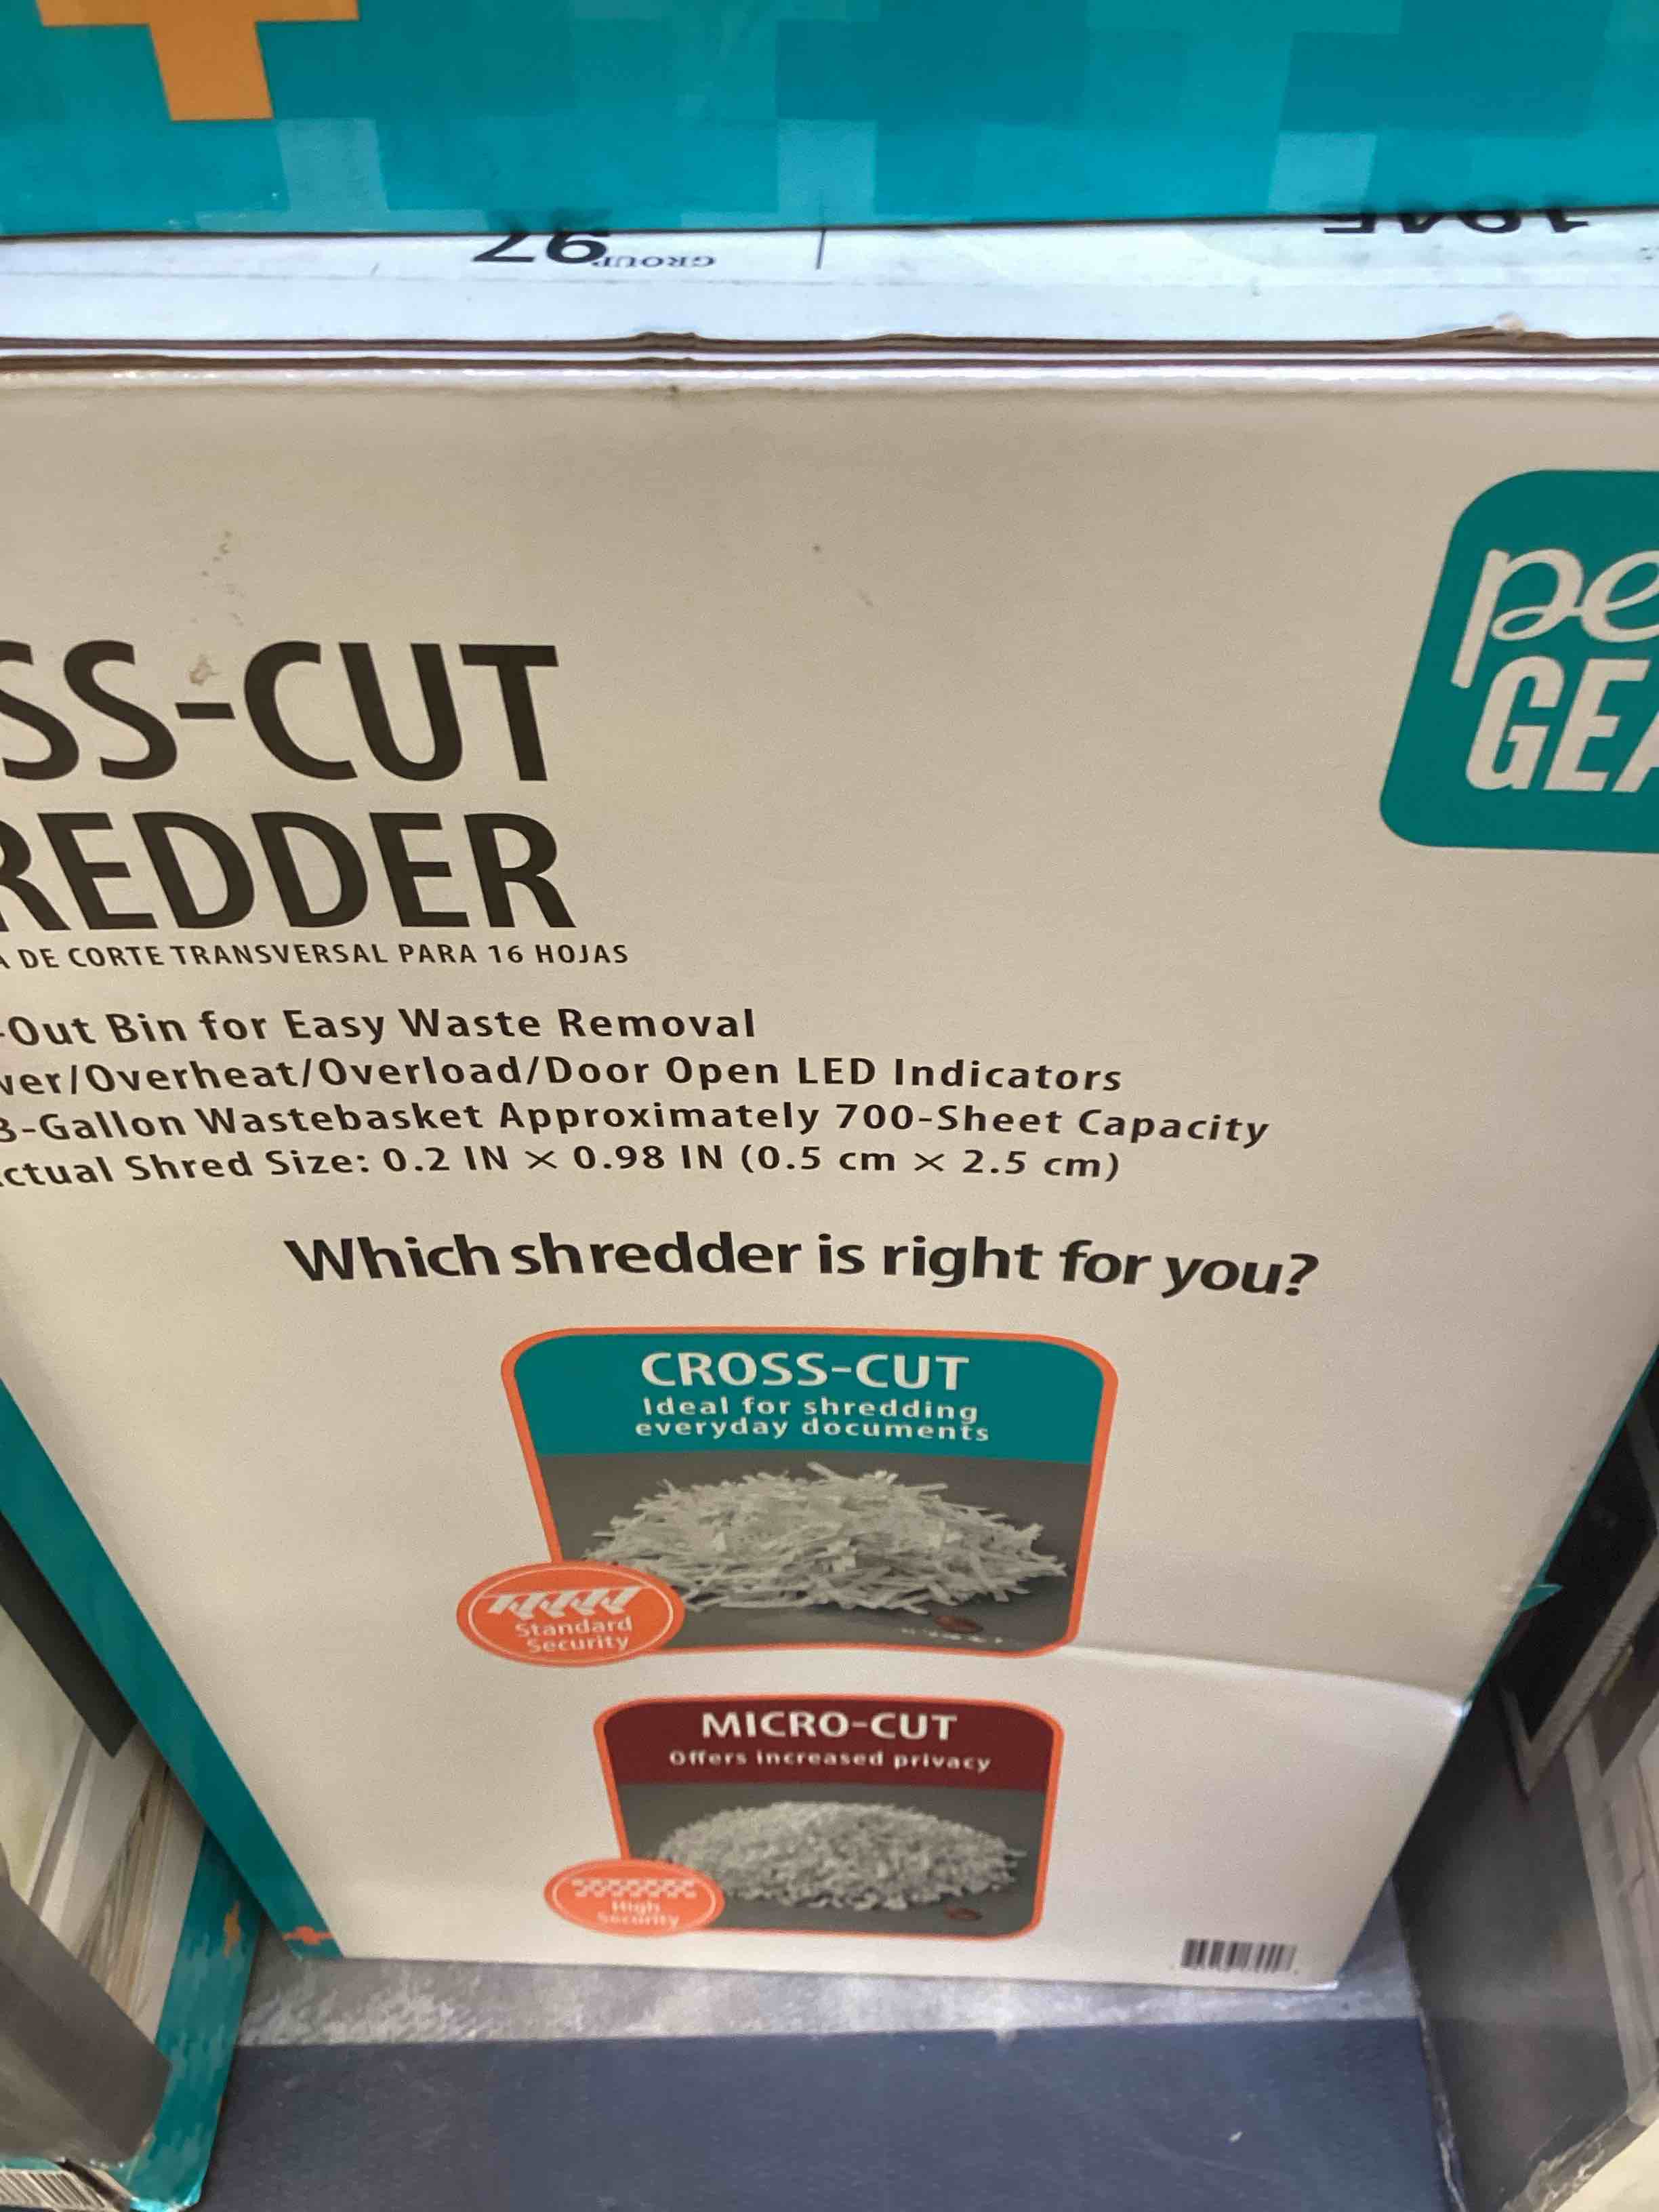 97
GROUP
SS-CUT
REDDER
DE CORTE TRANSVERSAL PARA 16 HOJAS
-Out Bin for Easy Waste Removal
ver/Overheat/Overload/Door Open LED Indicators
-Gallon Wastebasket Approximately 700-Sheet Capacity
ctual Shred Size: 0.2 IN × 0.98 IN (0.5 cm × 2.5 cm)
pe
GEA
Which shredder is right for you?
CROSS-CUT
Ideal for shredding
everyday documents
Standard
Security
MICRO-CUT
Offers increased privacy
High
Security